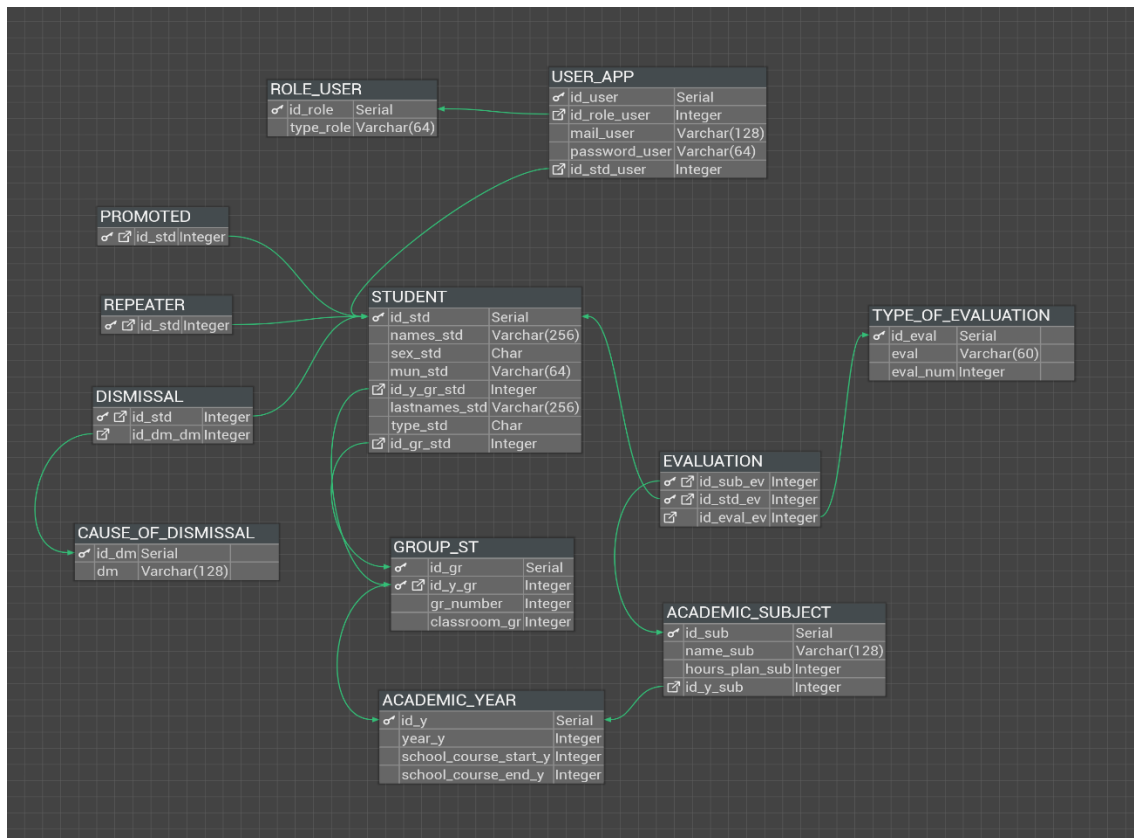 ROLE_USER
id_role Serial
type_role Varchar(64)
USER_APP
id_user Serial
id_role_user Integer
mail_user Varchar(128)
password_user Varchar(64)
id_std_user Integer
PROMOTED
id_std Integer
REPEATER
id_std Integer
DISMISSAL
id_std Integer
id_dm_dm Integer
CAUSE_OF_DISMISSAL
id_dm Serial
dm Varchar(128)
STUDENT
id_std Serial
names_std Varchar(256)
sex_std Char
mun_std Varchar(64)
id_y_gr_std Integer
lastnames_std Varchar(256)
type_std Char
id_gr_std Integer
TYPE_OF_EVALUATION
id_eval Serial
eval Varchar(60)
eval_num Integer
EVALUATION
id_sub_ev Integer
id_std_ev Integer
id_eval_ev Integer
GROUP_ST
id_gr Serial
id_y_gr Integer
gr_number Integer
classroom_gr Integer
ACADEMIC_SUBJECT
id_sub Serial
name_sub Varchar(128)
hours_plan_sub Integer
id_y_sub Integer
ACADEMIC_YEAR
id_y Serial
year_y Integer
school_course_start_y Integer
school_course_end_y Integer